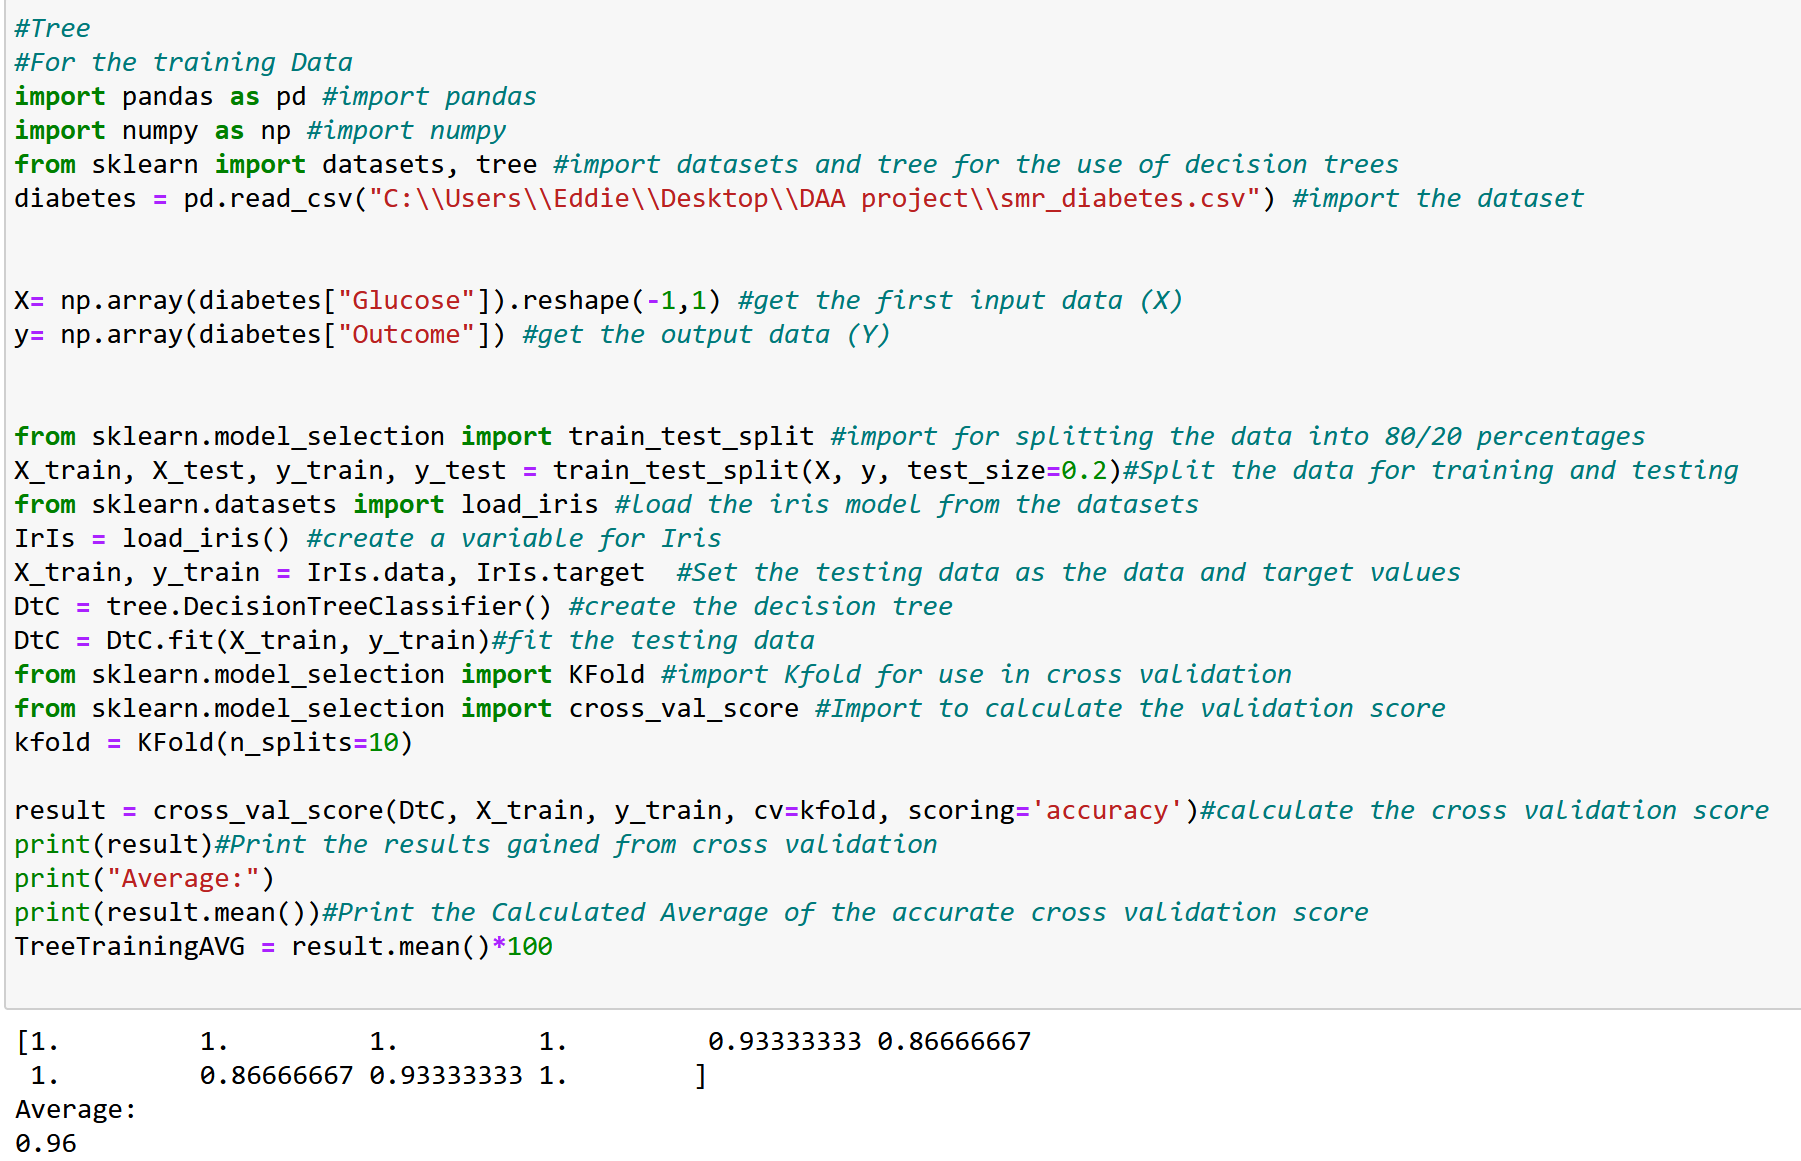 #Tree
#For the training Data
import pandas as pd #import pandas
import numpy as np #import numpy
from sklearn import datasets, tree #import datasets and tree for the use of decision trees
diabetes = pd.read_csv("C:\\Users\\Eddie\\Desktop\\DAA project\\smr_diabetes.csv") #import the dataset
X= np.array(diabetes["Glucose"]).reshape(-1,1) #get the first input data (X)
y= np.array(diabetes["Outcome"]) #get the output data (Y)
from sklearn.model_selection import train_test_split #import for splitting the data into 80/20 percentages
X_train, X_test, y_train, y_test = train_test_split(X, y, test_size=0.2)#Split the data for training and testing
from sklearn.datasets import load_iris #load the iris model from the datasets
IrIs = load_iris() #create a variable for Iris
X_train, y_train = IrIs.data, IrIs.target  #Set the testing data as the data and target values
DtC = tree.DecisionTreeClassifier() #create the decision tree
DtC = DtC.fit(X_train, y_train)#fit the testing data
from sklearn.model_selection import KFold #import Kfold for use in cross validation
from sklearn.model_selection import cross_val_score #Import to calculate the validation score
kfold = KFold(n_splits=10)
result = cross_val_score(DtC, X_train, y_train, cv=kfold, scoring='accuracy')#calculate the cross validation score
print(result)#Print the results gained from cross validation
print("Average:")
print(result.mean())#Print the Calculated Average of the accurate cross validation score
TreeTrainingAVG = result.mean()*100
[1.         1.         1.         1.         0.93333333 0.86666667
 1.         0.86666667 0.93333333 1.        ]
Average:
0.96